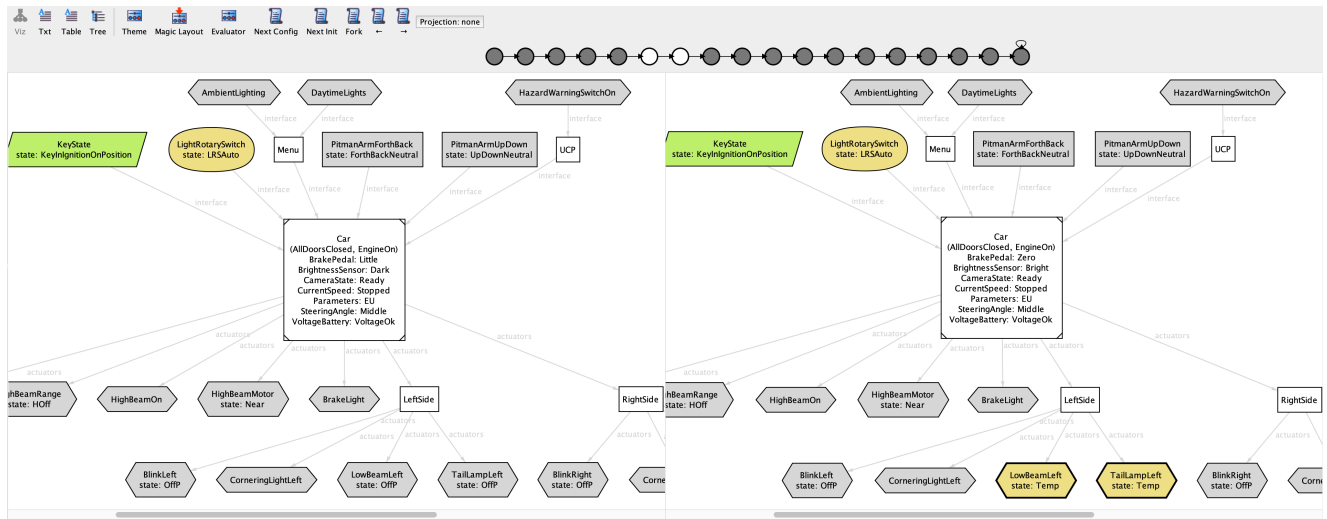 Viz Txt Table Tree Theme Magic Layout Evaluator Next Config Next Init Fork ← → Projection: none
AmbientLighting DaytimeLights HazardWarningSwitchOn
interface interface
KeyState
state: KeyInIgnitionOnPosition
LightRotarySwitch
state: LRSAuto
Menu
PitmanArmForthBack
state: ForthBackNeutral
PitmanArmUpDown
state: UpDownNeutral
UCP
interface interface interface interface interface interface
Car
(AllDoorsClosed, EngineOn)
BrakePedal: Little
BrightnessSensor: Dark
CameraState: Ready
CurrentSpeed: Stopped
Parameters: EU
SteeringAngle: Middle
VoltageBattery: VoltageOk
actuators actuators actuators actuators actuators actuators actuators
ghBeamRange
state: HOff
HighBeamOn
HighBeamMotor
state: Near
BrakeLight
LeftSide
RightSide
actuators actuators actuators actuators actuators
BlinkLeft
state: OffP
CorneringLightLeft
LowBeamLeft
state: OffP
TailLampLeft
state: OffP
BlinkRight
state: OffP
Corne
AmbientLighting DaytimeLights HazardWarningSwitchOn
interface interface
KeyState
state: KeyInIgnitionOnPosition
LightRotarySwitch
state: LRSAuto
Menu
PitmanArmForthBack
state: ForthBackNeutral
PitmanArmUpDown
state: UpDownNeutral
UCP
interface interface interface interface interface interface
Car
(AllDoorsClosed, EngineOn)
BrakePedal: Zero
BrightnessSensor: Bright
CameraState: Ready
CurrentSpeed: Stopped
Parameters: EU
SteeringAngle: Middle
VoltageBattery: VoltageOk
actuators actuators actuators actuators actuators actuators actuators
hBeamRange
state: HOff
HighBeamOn
HighBeamMotor
state: Near
BrakeLight
LeftSide
RightSide
actuators actuators actuators actuators actuators
BlinkLeft
state: OffP
CorneringLightLeft
LowBeamLeft
state: Temp
TailLampLeft
state: Temp
BlinkRight
state: OffP
Corne